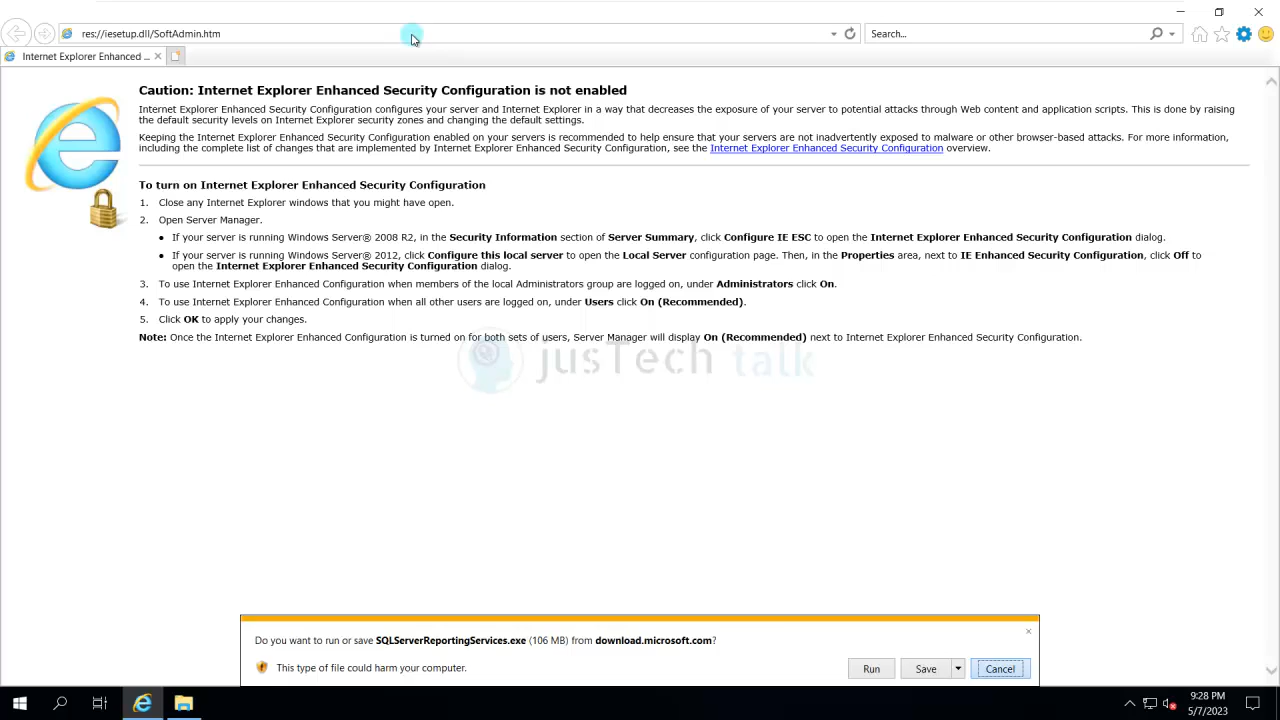 res://iesetup.dll/SoftAdmin.htm
Search...
Internet Explorer Enhanced ...
Caution: Internet Explorer Enhanced Security Configuration is not enabled
Internet Explorer Enhanced Security Configuration configures your server and Internet Explorer in a way that decreases the exposure of your server to potential attacks through Web content and application scripts. This is done by raising
the default security levels on Internet Explorer security zones and changing the default settings.
Keeping the Internet Explorer Enhanced Security Configuration enabled on your servers is recommended to help ensure that your servers are not inadvertently exposed to malware or other browser-based attacks. For more information,
including the complete list of changes that are implemented by Internet Explorer Enhanced Security Configuration, see the Internet Explorer Enhanced Security Configuration overview.
To turn on Internet Explorer Enhanced Security Configuration
1. Close any Internet Explorer windows that you might have open.
2. Open Server Manager.
• If your server is running Windows Server® 2008 R2, in the Security Information section of Server Summary, click Configure IE ESC to open the Internet Explorer Enhanced Security Configuration dialog.
• If your server is running Windows Server® 2012, click Configure this local server to open the Local Server configuration page. Then, in the Properties area, next to IE Enhanced Security Configuration, click Off to
open the Internet Explorer Enhanced Security Configuration dialog.
3. To use Internet Explorer Enhanced Configuration when members of the local Administrators group are logged on, under Administrators click On.
4. To use Internet Explorer Enhanced Configuration when all other users are logged on, under Users click On (Recommended).
5. Click OK to apply your changes.
Note: Once the Internet Explorer Enhanced Configuration is turned on for both sets of users, Server Manager will display On (Recommended) next to Internet Explorer Enhanced Security Configuration.
jusTech talk
Do you want to run or save SQLServerReportingServices.exe (106 MB) from download.microsoft.com?
This type of file could harm your computer.
Run
Save
Cancel
9:28 PM
5/7/2023